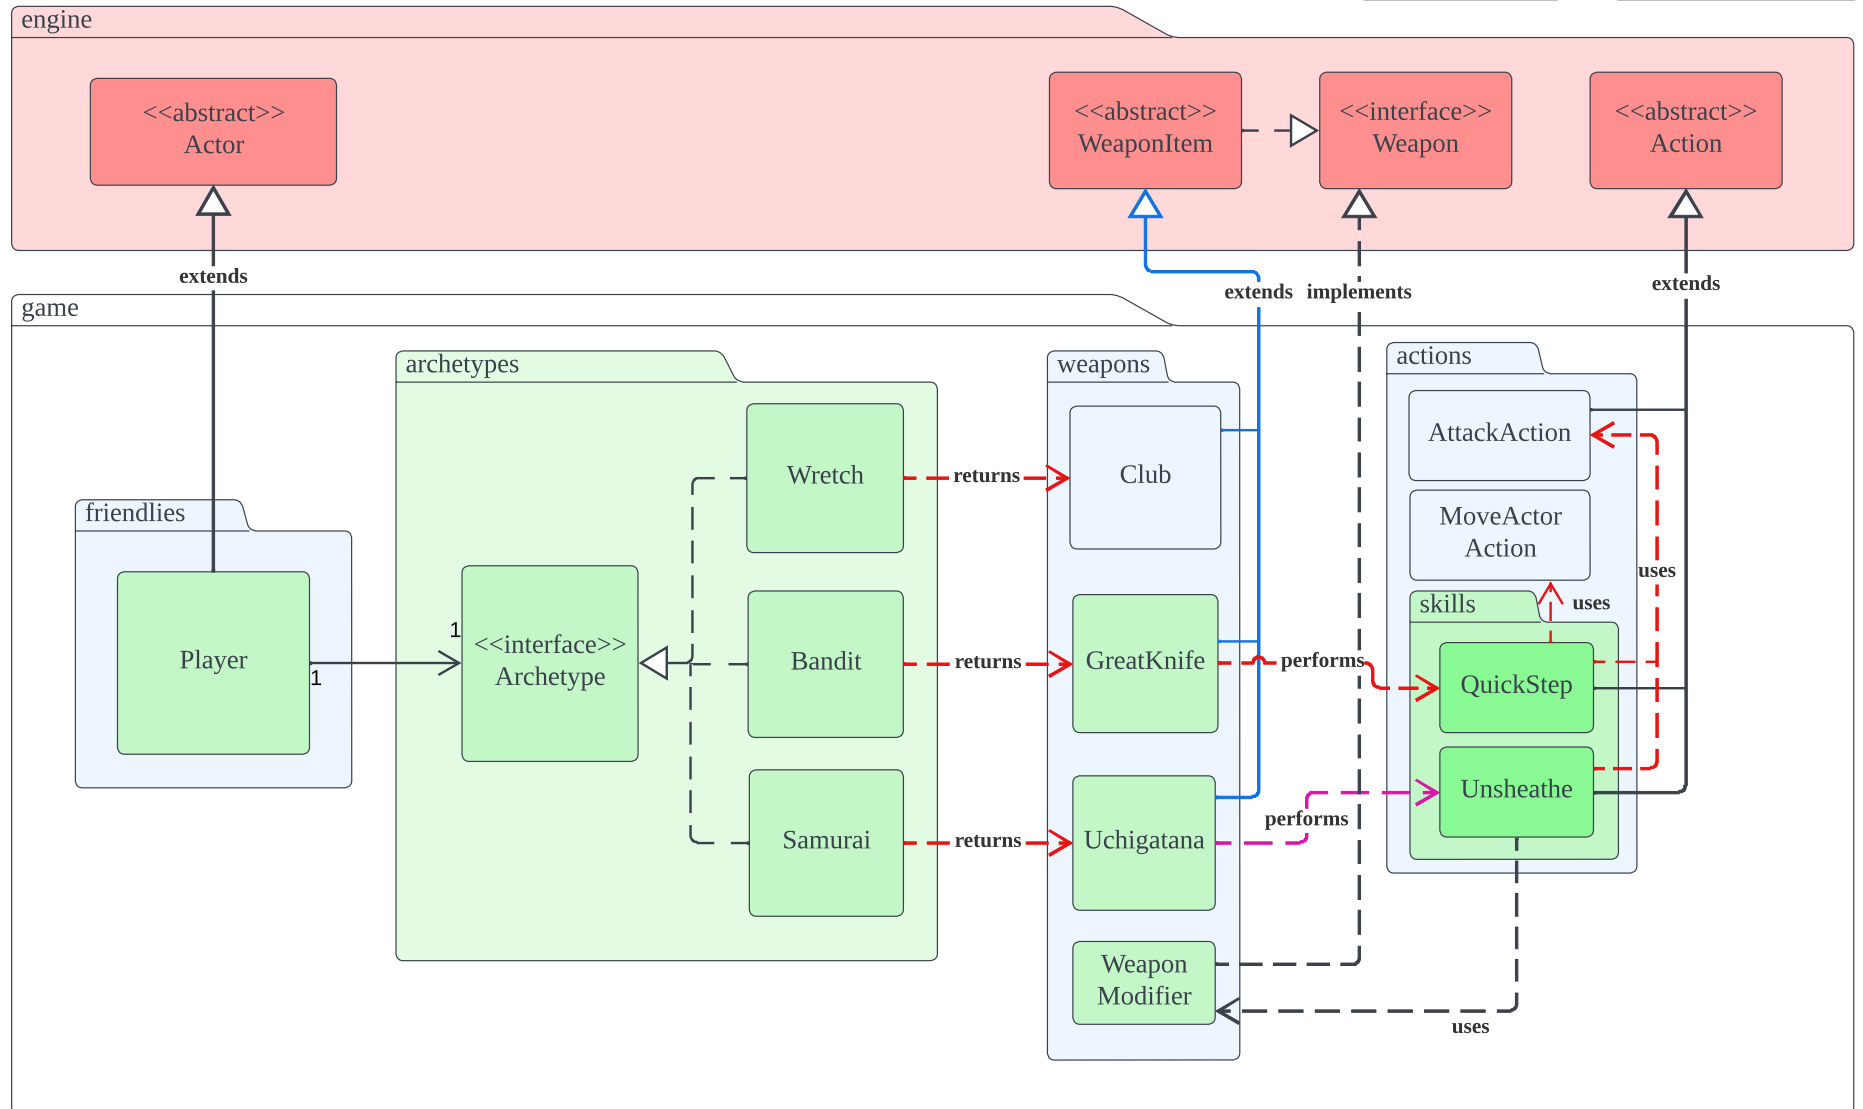 engine
<<abstract>>
Actor
<<abstract>>
WeaponItem
<<interface>>
Weapon
<<abstract>>
Action
extends
extends
implements
extends
game
archetypes
weapons
actions
Wretch
returns
Club
AttackAction
friendlies
MoveActor
Action
uses
uses
skills
Player
1
1
<<interface>>
Archetype
Bandit
returns
GreatKnife
performs
QuickStep
Samurai
returns
Uchigatana
performs
Unsheathe
Weapon
Modifier
uses